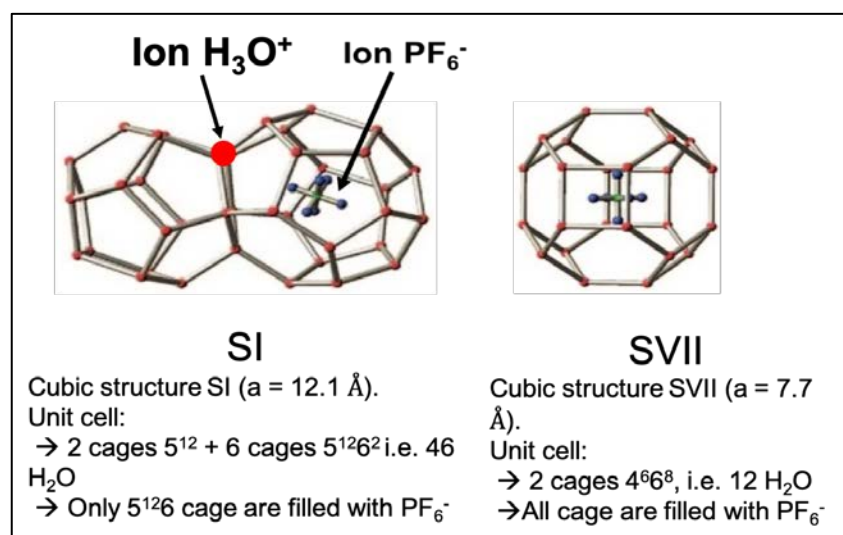 Ion H₃O⁺
Ion PF₆⁻
SI
Cubic structure SI (a = 12.1 Å).
Unit cell:
→ 2 cages 5¹² + 6 cages 5¹²6² i.e. 46
H₂O
→ Only 5¹²6 cage are filled with PF₆⁻
SVII
Cubic structure SVII (a = 7.7
Å).
Unit cell:
→ 2 cages 4⁶6⁸, i.e. 12 H₂O
→All cage are filled with PF₆⁻